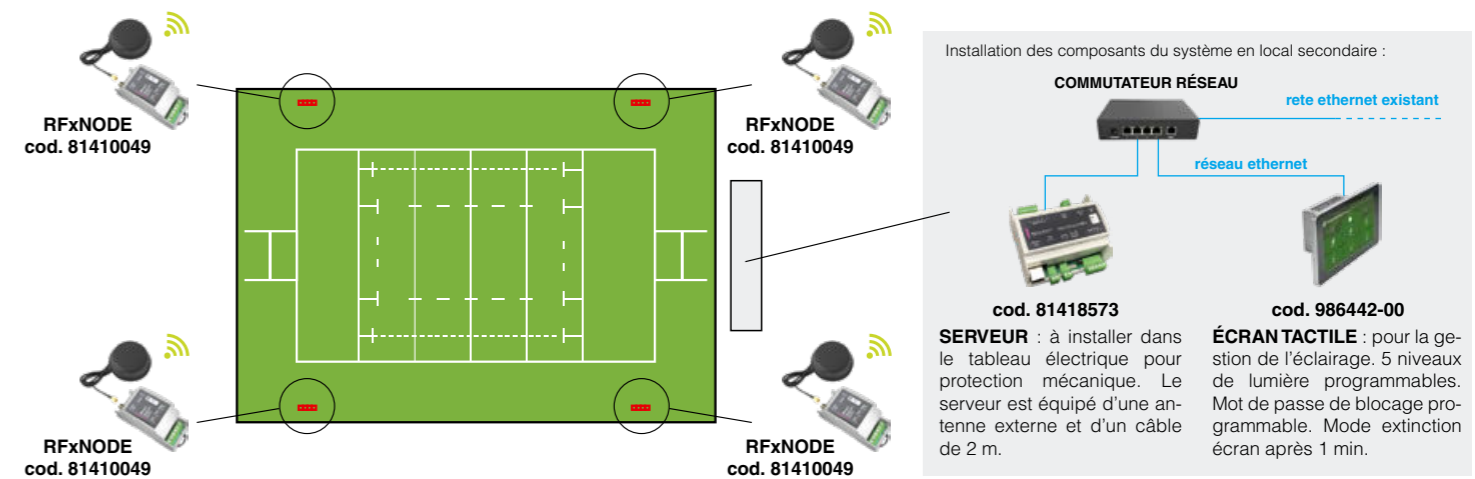 RFxNODE
cod. 81410049
RFxNODE
cod. 81410049
RFxNODE
cod. 81410049
RFxNODE
cod. 81410049
Installation des composants du système en local secondaire :
COMMUTATEUR RÉSEAU
rete ethernet existant
réseau ethernet
cod. 81418573
SERVEUR : à installer dans
le tableau électrique pour
protection mécanique. Le
serveur est équipé d'une an-
tenne externe et d'un câble
de 2 m.
cod. 986442-00
ÉCRAN TACTILE : pour la ge-
stion de l'éclairage. 5 niveaux
de lumière programmables.
Mot de passe de blocage pro-
grammable. Mode extinction
écran après 1 min.